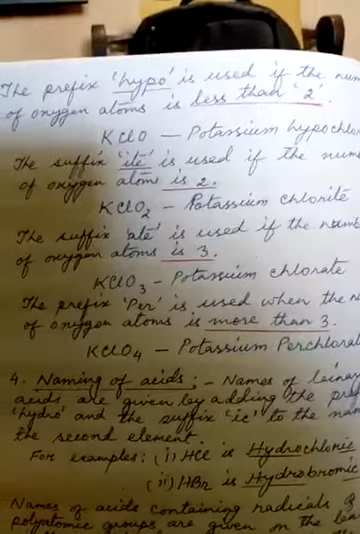 The prefix 'hypo' is used if the num
of oxygen atoms is less than '2'.
KClO — Potassium hypochlo
The suffix 'ite' is used if the num
of oxygen atoms is 2.
KClO2 — Potassium chlorite
The suffix 'ate' is used if the numb
of oxygen atoms is 3.
KClO3 - Potassium chlorate
The prefix 'Per' is used when the n
of oxygen atoms is more than 3.
KClO4 — Potassium Perchlorat
4. Naming of acids: - Names of binary
acids are given by adding the pref
'hydro' and the suffix 'ic' to the nam
the second element.
For examples: (i) HCl is Hydrochloric
(ii) HBr is Hydrobromic
Names of acids containing radicals of
polyatomic groups are given on the